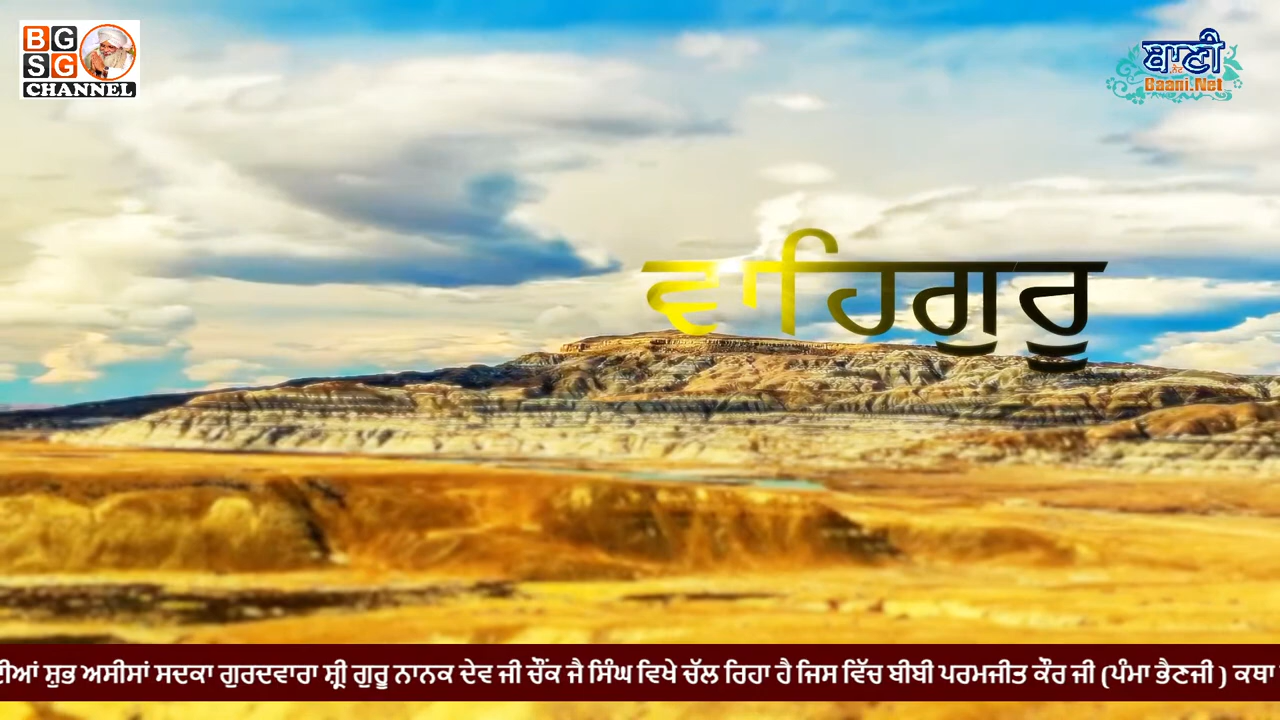 BG
SG
CHANNEL
ਬਾਣੀ
ਨੇਟ
Baani.Net
ਵਾਹਿਗੁਰੂ
ਸ਼ੁਭ ਅਸੀਸਾਂ ਸਦਕਾ ਗੁਰਦਵਾਰਾ ਸ਼੍ਰੀ ਗੁਰੂ ਨਾਨਕ ਦੇਵ ਜੀ ਚੌਂਕ ਜੈ ਸਿੰਘ ਵਿਖੇ ਚੱਲ ਰਿਹਾ ਹੈ ਜਿਸ ਵਿੱਚ ਬੀਬੀ ਪਰਮਜੀਤ ਕੌਰ ਜੀ (ਪੰਮਾ ਭੈਣਜੀ ) ਕਥਾ